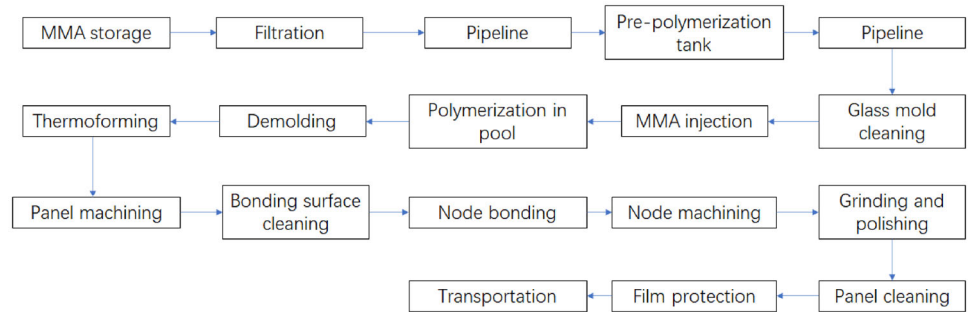 MMA storage
Filtration
Pipeline
Pre-polymerization
tank
Pipeline
Glass mold
cleaning
MMA injection
Polymerization in
pool
Demolding
Thermoforming
Panel machining
Bonding surface
cleaning
Node bonding
Node machining
Grinding and
polishing
Panel cleaning
Film protection
Transportation